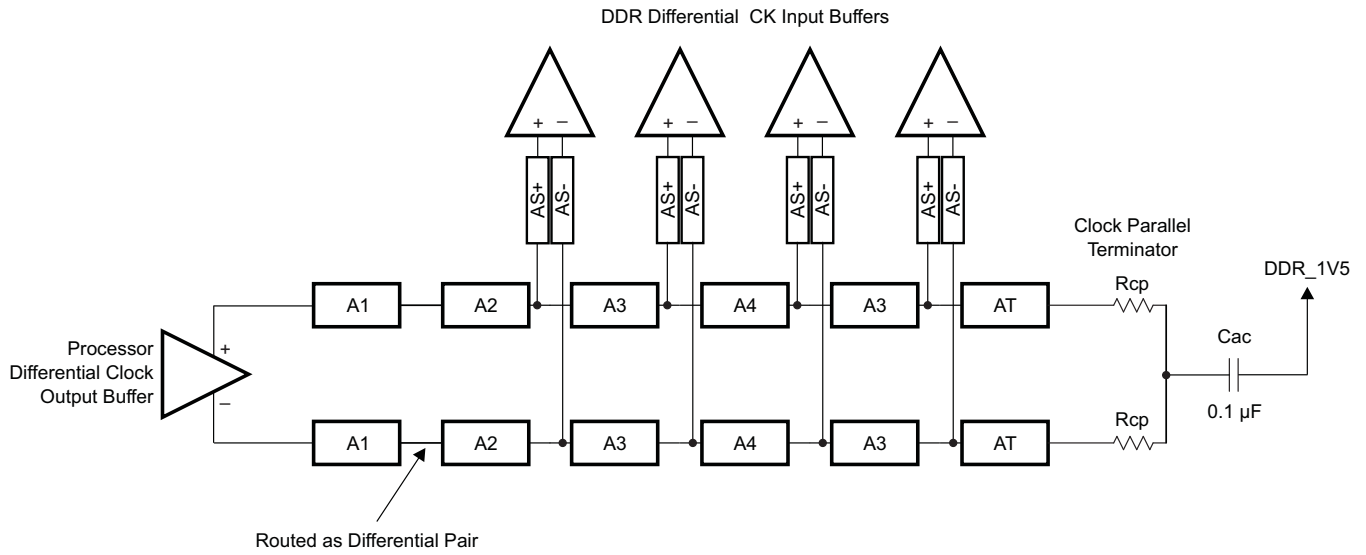 DDR Differential CK Input Buffers
+ –
+ –
+ –
+ –
AS+
AS-
AS+
AS-
AS+
AS-
AS+
AS-
Clock Parallel
Terminator
DDR_1V5
A1
A2
A3
A4
A3
AT
Rcp
Processor
Differential Clock
Output Buffer
+
–
Cac
0.1 µF
A1
A2
A3
A4
A3
AT
Rcp
Routed as Differential Pair